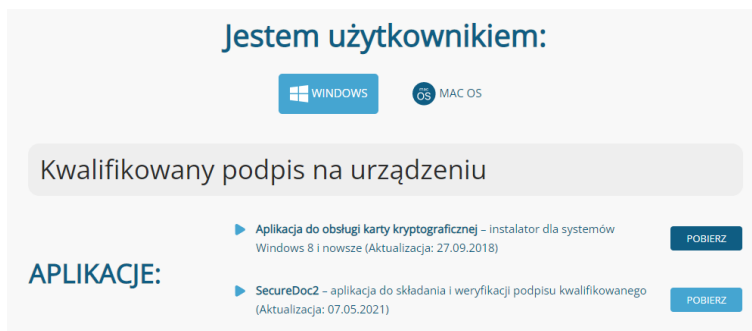 Jestem użytkownikiem:
WINDOWS
mac OS MAC OS
Kwalifikowany podpis na urządzeniu
APLIKACJE:
Aplikacja do obsługi karty kryptograficznej – instalator dla systemów
Windows 8 i nowsze (Aktualizacja: 27.09.2018)
POBIERZ
SecureDoc2 – aplikacja do składania i weryfikacji podpisu kwalifikowanego
(Aktualizacja: 07.05.2021)
POBIERZ